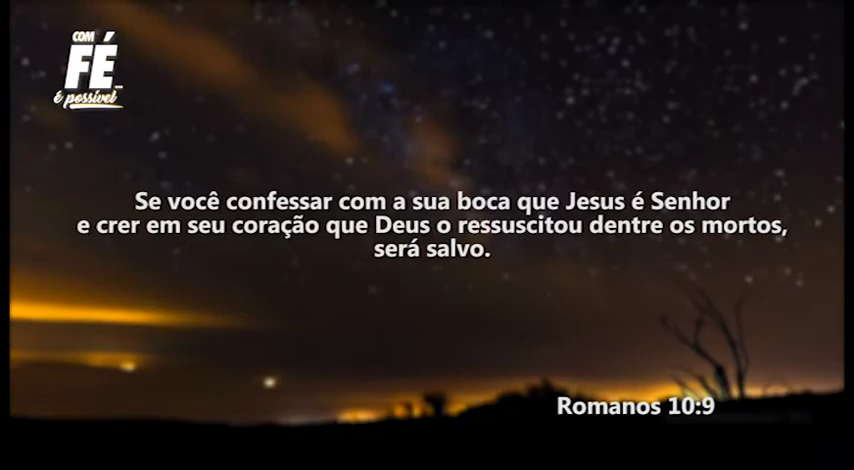 COM
FÉ
é possível
Se você confessar com a sua boca que Jesus é Senhor
e crer em seu coração que Deus o ressuscitou dentre os mortos,
será salvo.
Romanos 10:9